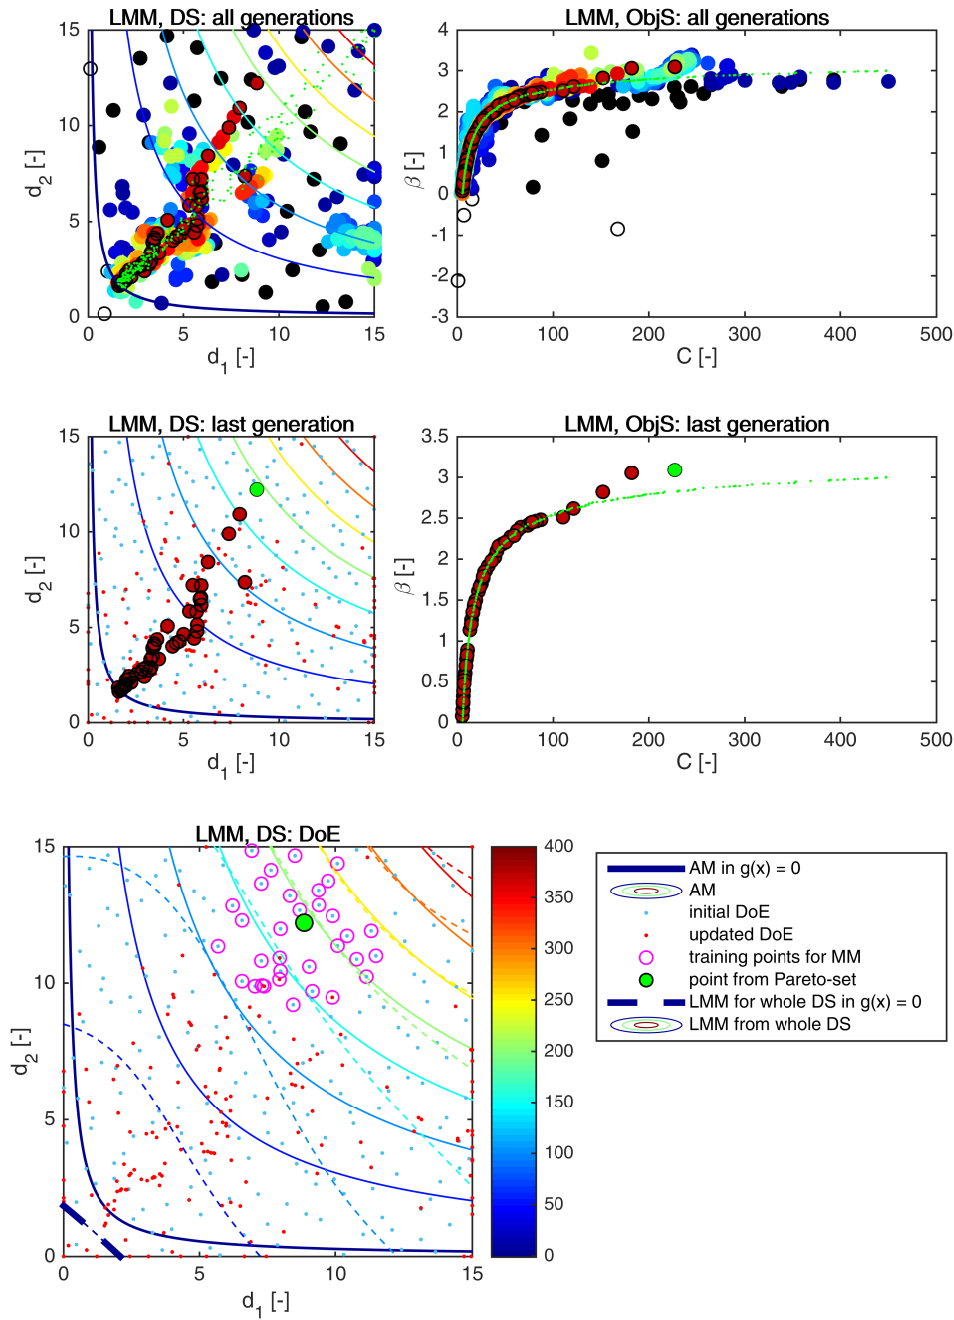 LMM, DS: all generations
15
10
5
0
d2 [-]
0 5 10 15
d1 [-]
LMM, ObjS: all generations
4
3
2
1
0
-1
-2
-3
β [-]
0 100 200 300 400 500
C [-]
LMM, DS: last generation
15
10
5
0
d2 [-]
0 5 10 15
d1 [-]
LMM, ObjS: last generation
3.5
3
2.5
2
1.5
1
0.5
0
β [-]
0 100 200 300 400 500
C [-]
LMM, DS: DoE
15
10
5
0
d2 [-]
0 5 10 15
d1 [-]
400
350
300
250
200
150
100
50
0
AM in g(x) = 0
AM
initial DoE
updated DoE
training points for MM
point from Pareto-set
LMM for whole DS in g(x) = 0
LMM from whole DS